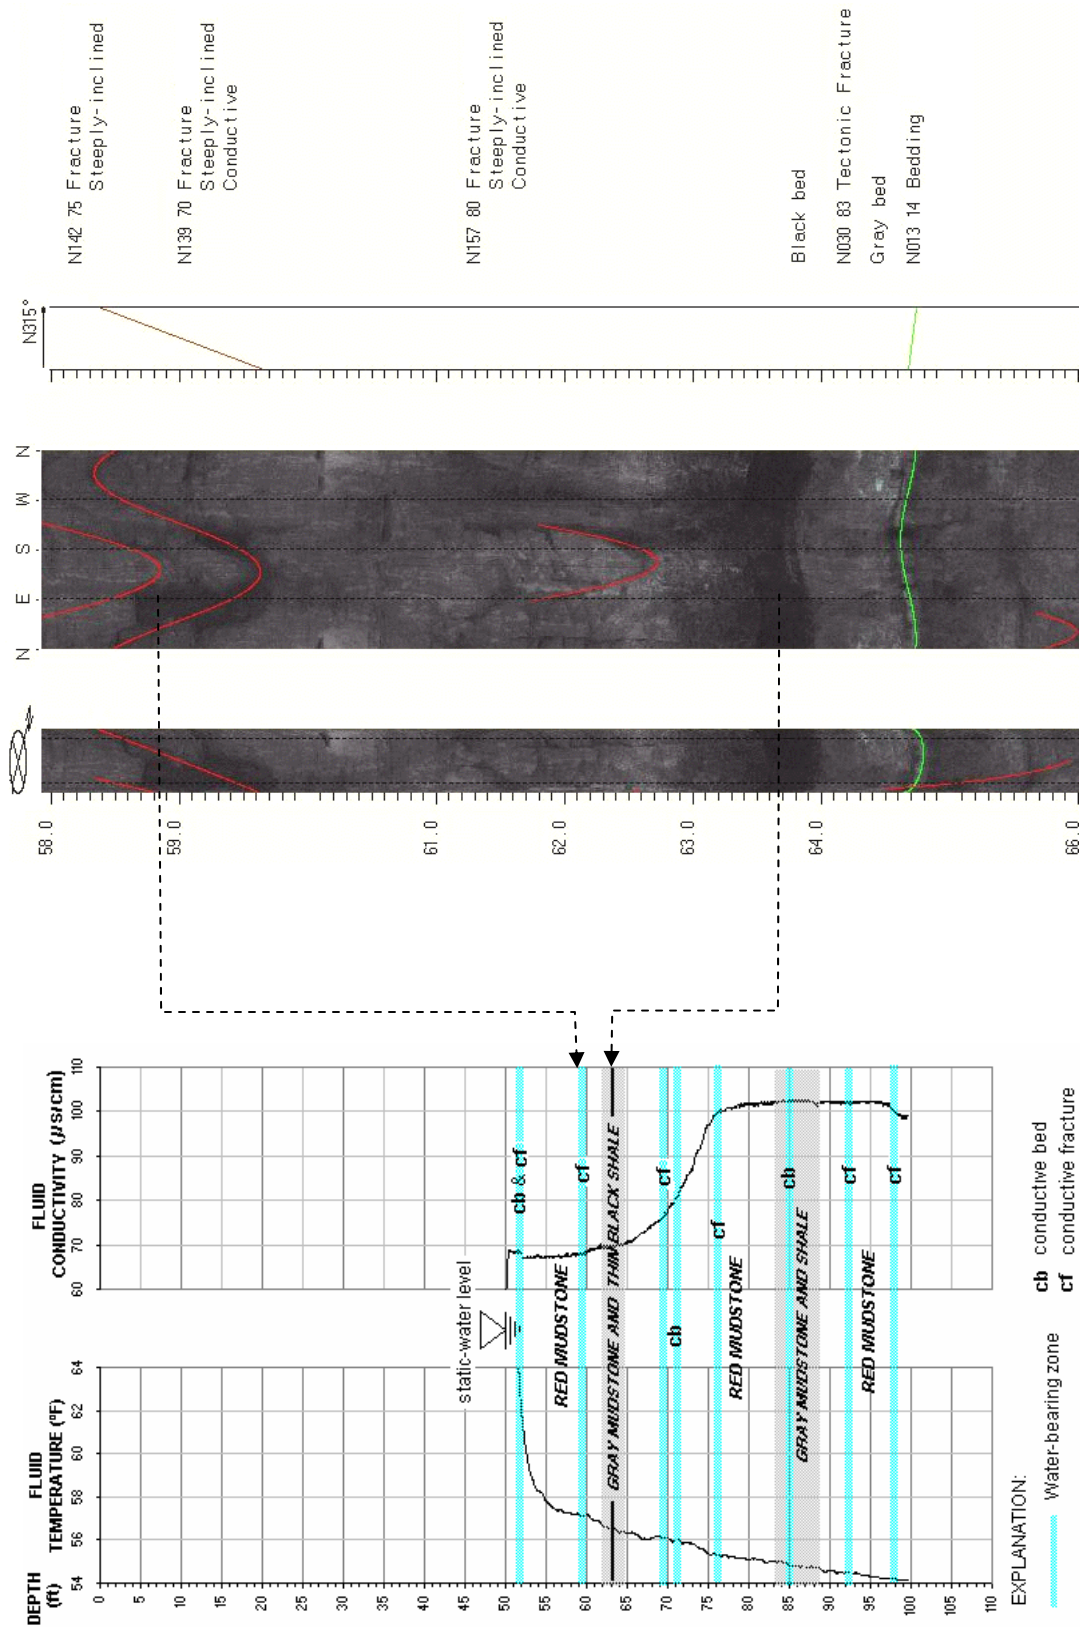 N142 75 Fracture
Steeply-inclined
N139 70 Fracture
Steeply-inclined
Conductive
N157 80 Fracture
Steeply-inclined
Conductive
Black bed
N030 83 Tectonic Fracture
Gray bed
N013 14 Bedding
N315°
N
W
S
E
N
58.0
59.0
61.0
62.0
63.0
64.0
66.0
FLUID
CONDUCTIVITY (µs/cm)
60
70
80
90
100
110
static-water level
FLUID
TEMPERATURE (°F)
54
56
58
60
62
64
DEPTH
(ft)
0
5
10
15
20
25
30
35
40
45
50
55
60
65
70
75
80
85
90
95
100
105
110
cb & cf
RED MUDSTONE
cf
GRAY MUDSTONE AND THIN BLACK SHALE
cf
cb
cf
RED MUDSTONE
cb
GRAY MUDSTONE AND SHALE
cf
RED MUDSTONE
cf
EXPLANATION:
Water-bearing zone
cb conductive bed
cf conductive fracture